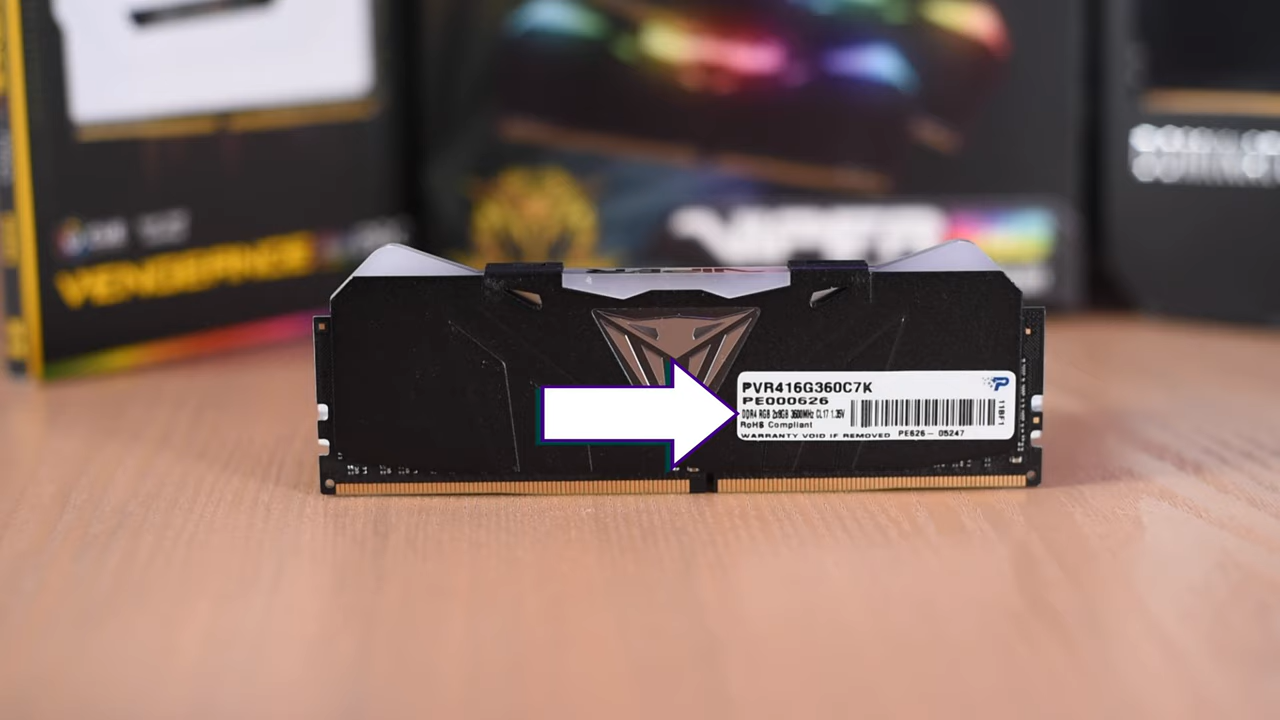 VENGEANCE
VIPER
PVR416G360C7K
PE000626
DDR4 RGB 2x8GB 3600MHz CL17 1.35V
RoHS Compliant
WARRANTY VOID IF REMOVED PE626 - 05247
11BF1